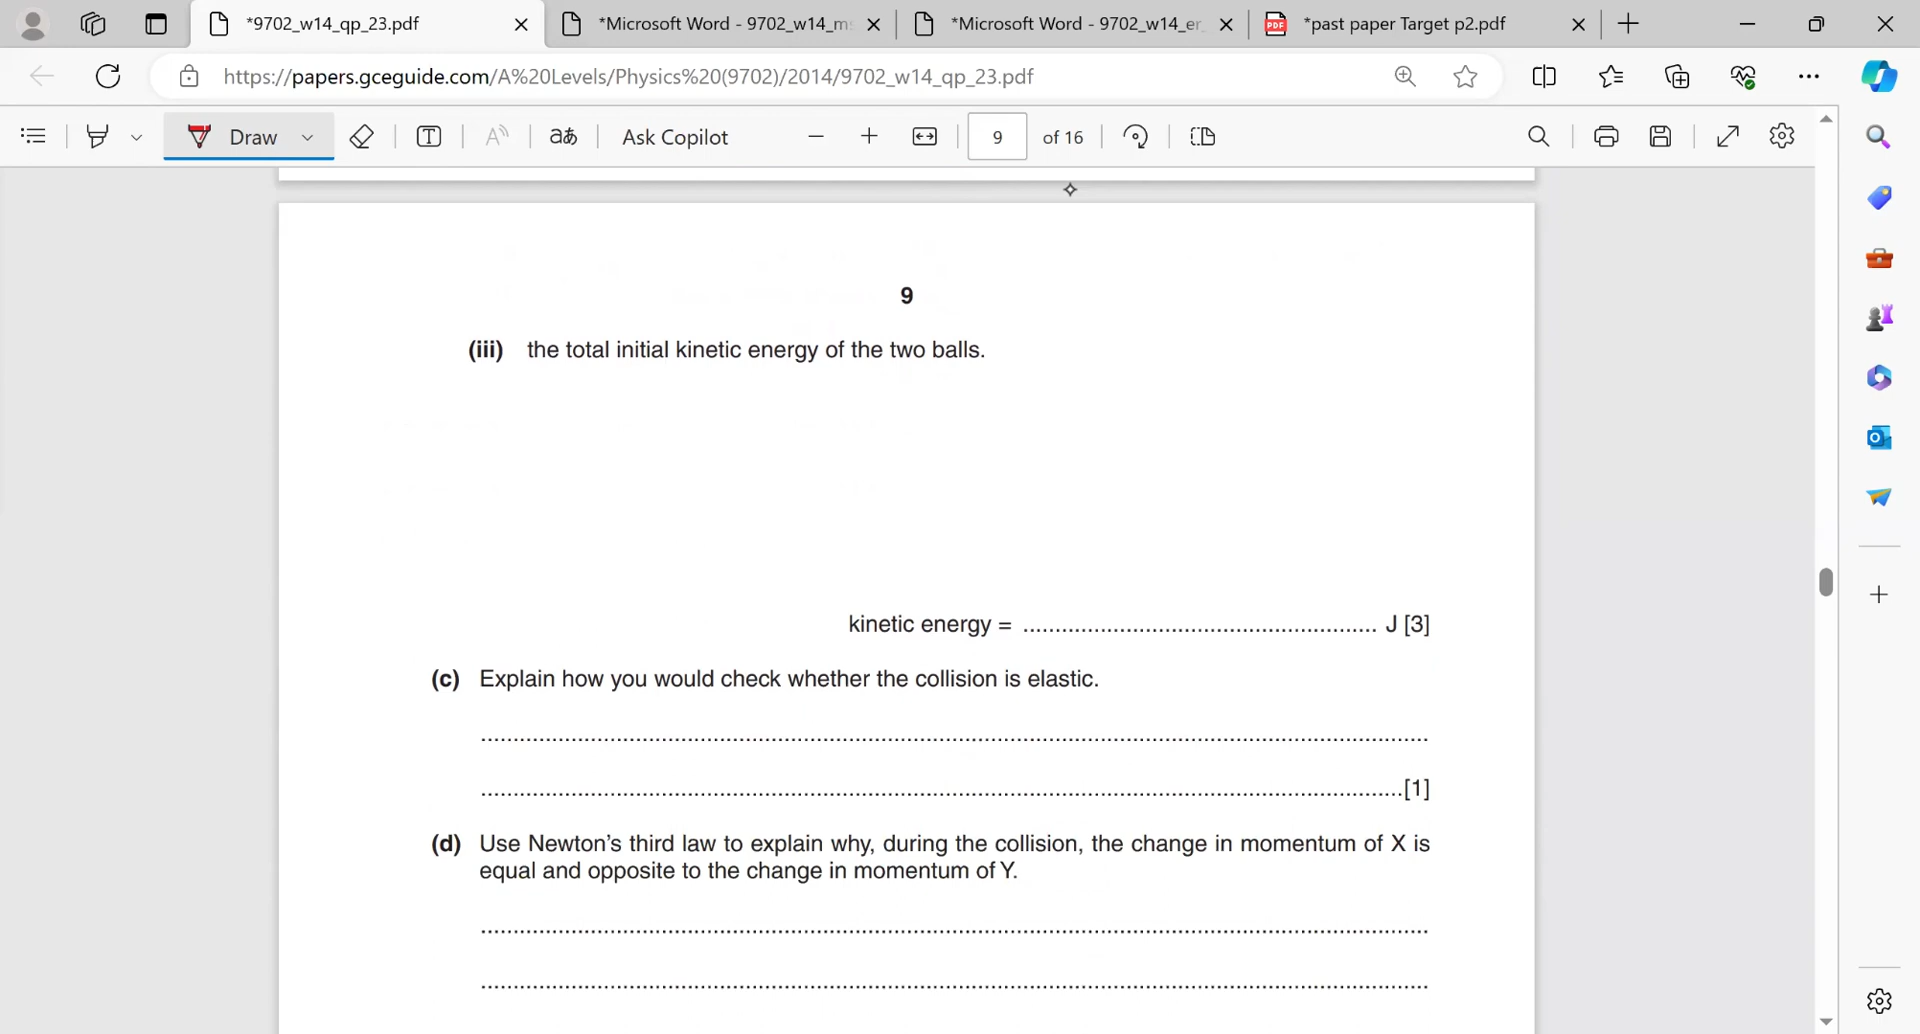 *9702_w14_qp_23.pdf
*Microsoft Word - 9702_w14_ms
*Microsoft Word - 9702_w14_er_
*past paper Target p2.pdf
https://papers.gceguide.com/A%20Levels/Physics%20(9702)/2014/9702_w14_qp_23.pdf
Draw
aあ
Ask Copilot
9
of 16
9
(iii) the total initial kinetic energy of the two balls.
kinetic energy = ...................................................... J [3]
(c) Explain how you would check whether the collision is elastic.
..................................................................................................................................................
.............................................................................................................................................[1]
(d) Use Newton's third law to explain why, during the collision, the change in momentum of X is
equal and opposite to the change in momentum of Y.
..................................................................................................................................................
..................................................................................................................................................